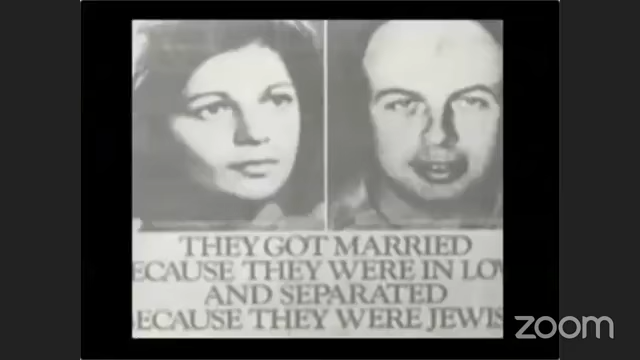 THEY GOT MARRIED
ECAUSE THEY WERE IN LOV
AND SEPARATED
ECAUSE THEY WERE JEWIS
zoom